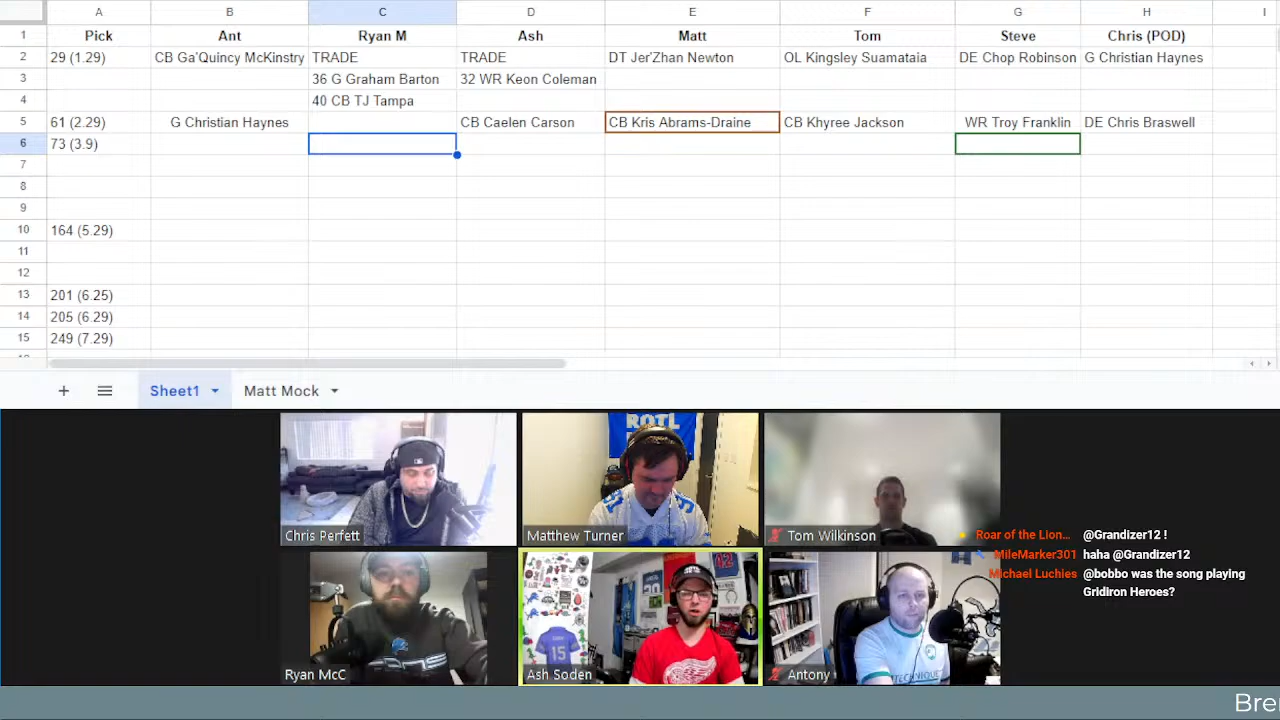 A B C D E F G H I
1 Pick Ant Ryan M Ash Matt Tom Steve Chris (POD)
2 29 (1.29) CB Ga'Quincy McKinstry TRADE TRADE DT Jer'Zhan Newton OL Kingsley Suamataia DE Chop Robinson G Christian Haynes
3 36 G Graham Barton 32 WR Keon Coleman
4 40 CB TJ Tampa
5 61 (2.29) G Christian Haynes CB Caelen Carson CB Kris Abrams-Draine CB Khyree Jackson WR Troy Franklin DE Chris Braswell
6 73 (3.9)
7
8
9
10 164 (5.29)
11
12
13 201 (6.25)
14 205 (6.29)
15 249 (7.29)
Sheet1 Matt Mock
ROTL
Chris Perfett Matthew Turner Tom Wilkinson
Roar of the Lion... @Grandizer12 !
MileMarker301 haha @Grandizer12
Michael Luchies @bobbo was the song playing
Gridiron Heroes?
42
15
Ryan McC Ash Soden Antony
Bre